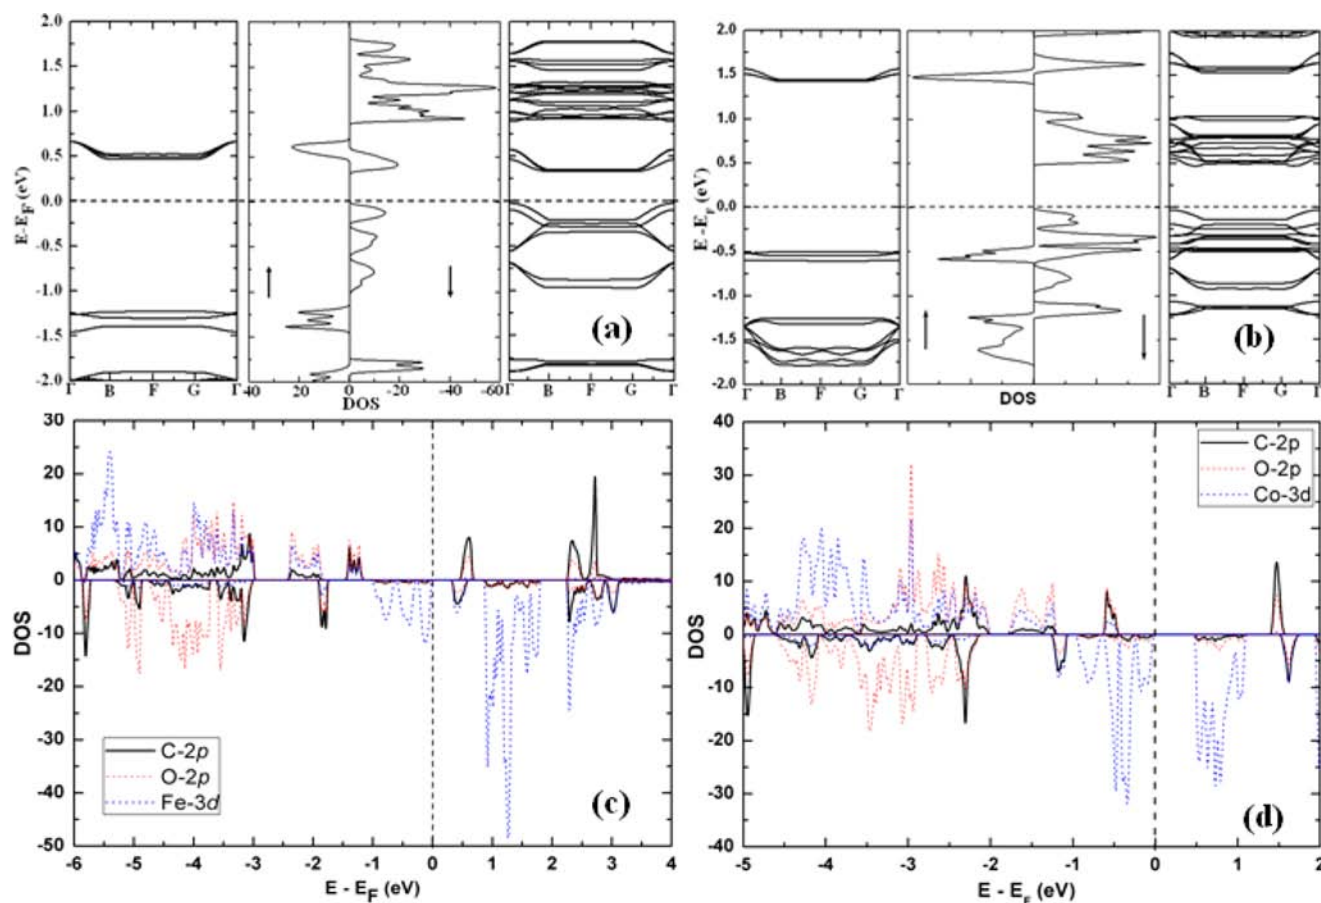 2.0
1.5
1.0
0.5
0.0
-0.5
-1.0
-1.5
-2.0
E-E_F (eV)
Γ B F G Γ
40 20 0 -20 -40 -60
DOS
Γ B F G Γ
(a)
2.0
1.5
1.0
0.5
0.0
-0.5
-1.0
-1.5
-2.0
E - E_F (eV)
Γ B F G Γ
DOS
Γ B F G Γ
(b)
30
20
10
0
-10
-20
-30
-40
-50
DOS
C-2p
O-2p
Fe-3d
(c)
-6 -5 -4 -3 -2 -1 0 1 2 3 4
E - E_F (eV)
40
30
20
10
0
-10
-20
-30
-40
DOS
C-2p
O-2p
Co-3d
(d)
-5 -4 -3 -2 -1 0 1 2
E - E_F (eV)